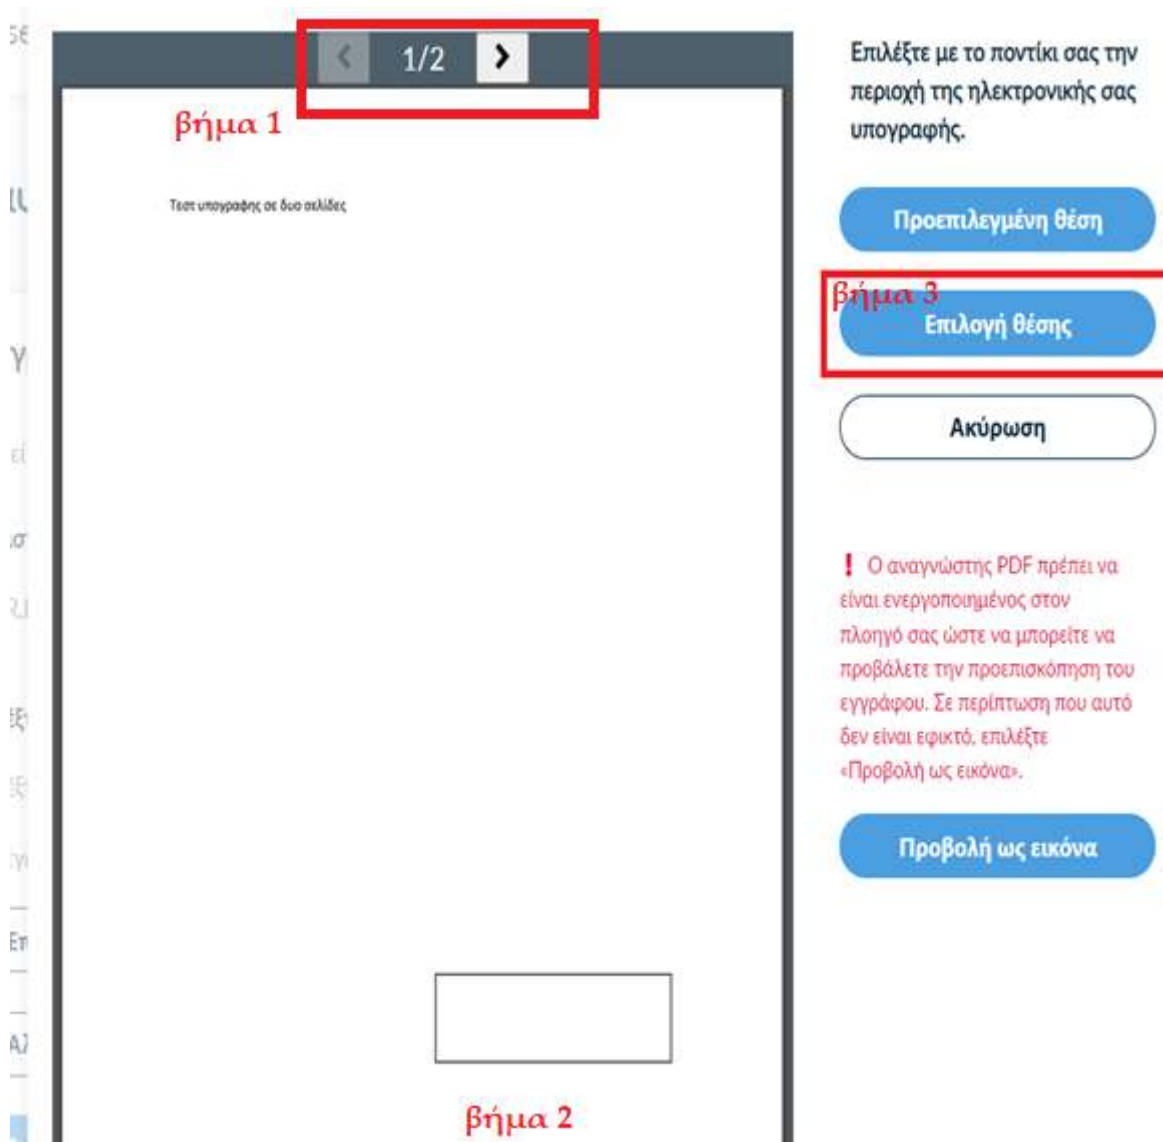 1/2
βήμα 1
Τεστ υπογραφης σε δυο σελίδες
βήμα 2
Επιλέξτε με το ποντίκι σας την
περιοχή της ηλεκτρονικής σας
υπογραφής.
Προεπιλεγμένη θέση
βήμα 3
Επιλογή θέσης
Ακύρωση
! Ο αναγνώστης PDF πρέπει να
είναι ενεργοποιημένος στον
πλοηγό σας ώστε να μπορείτε να
προβάλετε την προεπισκόπηση του
εγγράφου. Σε περίπτωση που αυτό
δεν είναι εφικτό, επιλέξτε
«Προβολή ως εικόνα».
Προβολή ως εικόνα